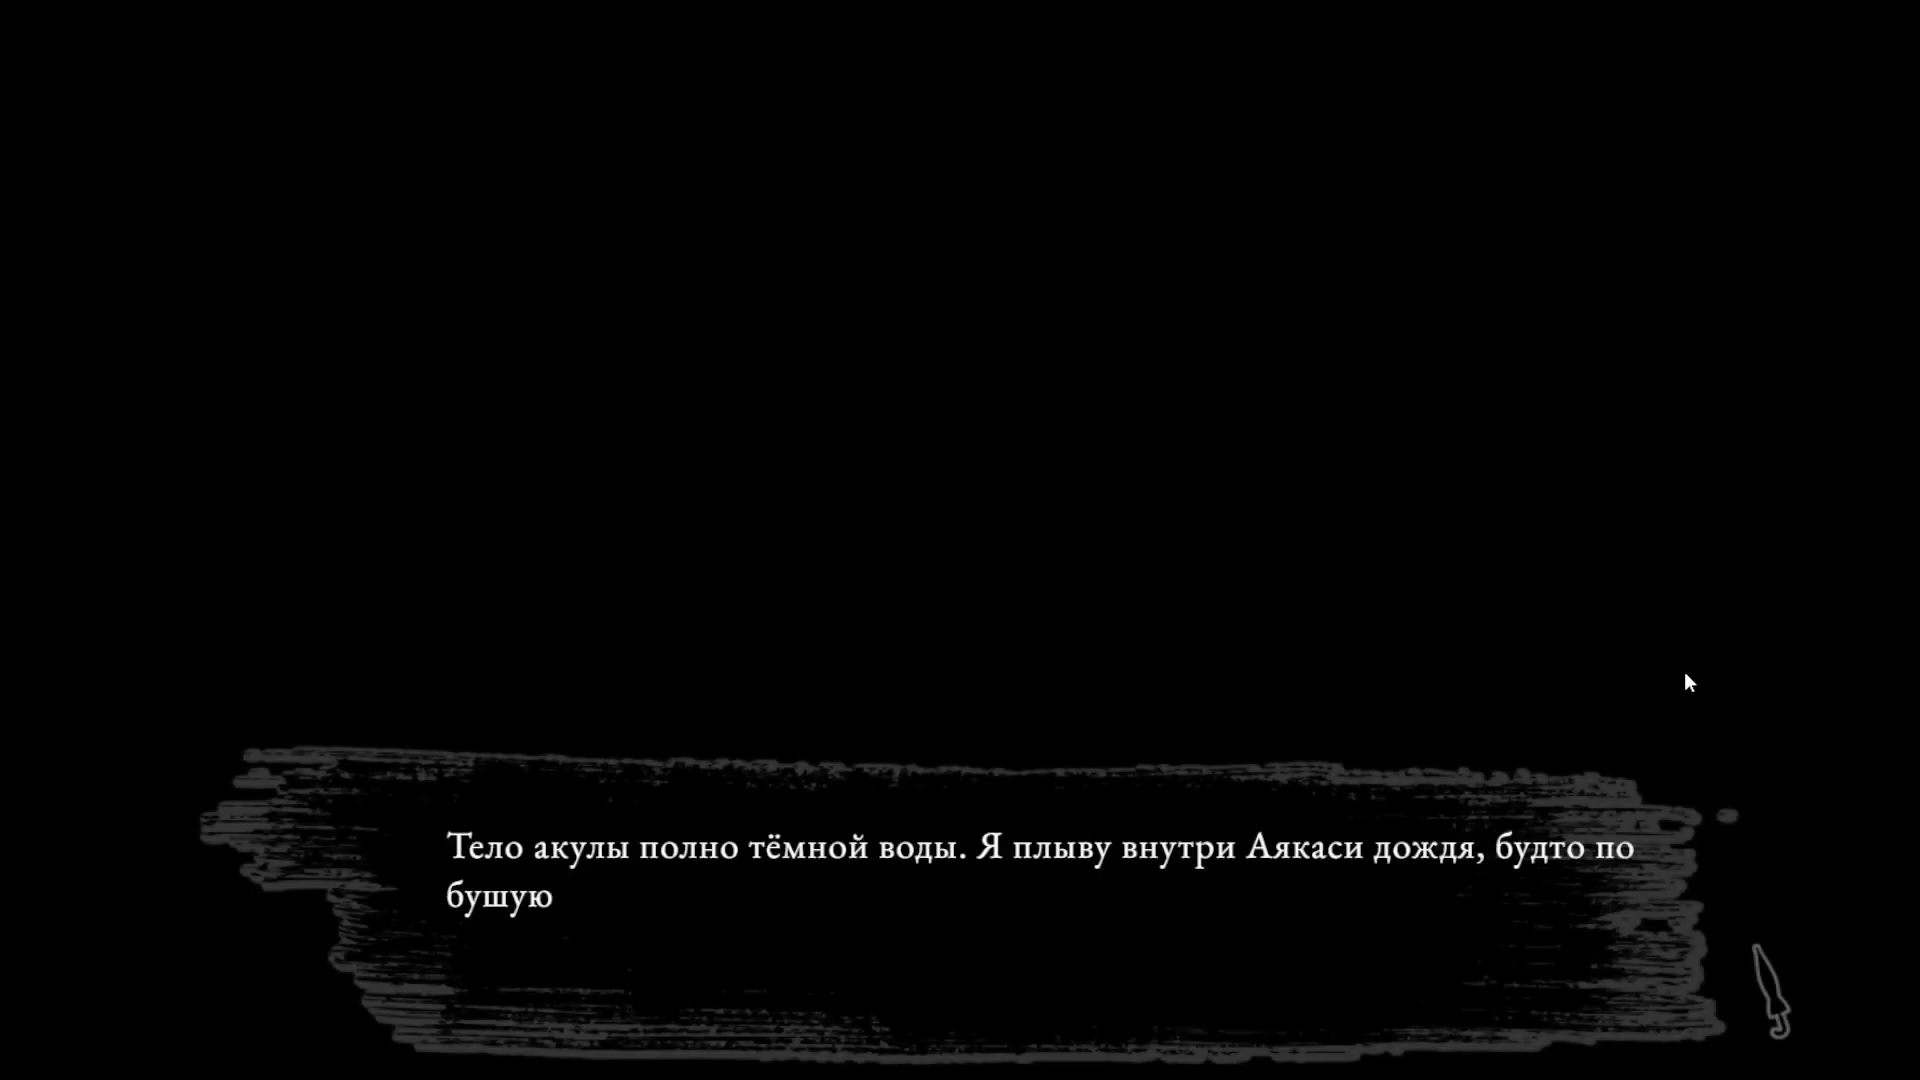 Тело акулы полно тёмной воды. Я плыву внутри Аякаси дождя, будто по
бушую